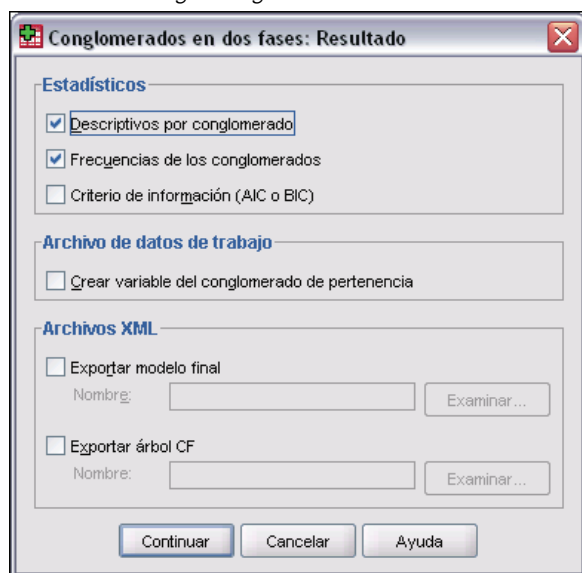 Conglomerados en dos fases: Resultado
Estadísticos
Descriptivos por conglomerado
Frecuencias de los conglomerados
Criterio de información (AIC o BIC)
Archivo de datos de trabajo
Crear variable del conglomerado de pertenencia
Archivos XML
Exportar modelo final
Nombre:
Examinar...
Exportar árbol CF
Nombre:
Examinar...
Continuar
Cancelar
Ayuda